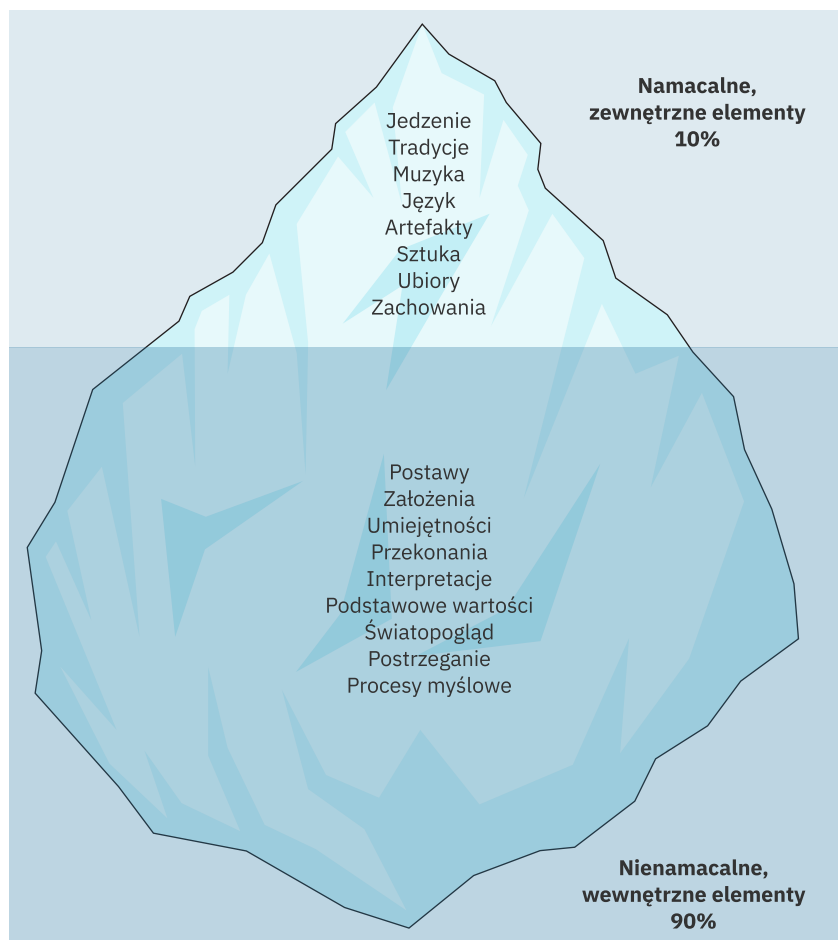 Namacalne,
zewnętrzne elementy
10%
Jedzenie
Tradycje
Muzyka
Język
Artefakty
Sztuka
Ubiory
Zachowania
Postawy
Założenia
Umiejętności
Przekonania
Interpretacje
Podstawowe wartości
Światopogląd
Postrzeganie
Procesy myślowe
Nienamacalne,
wewnętrzne elementy
90%